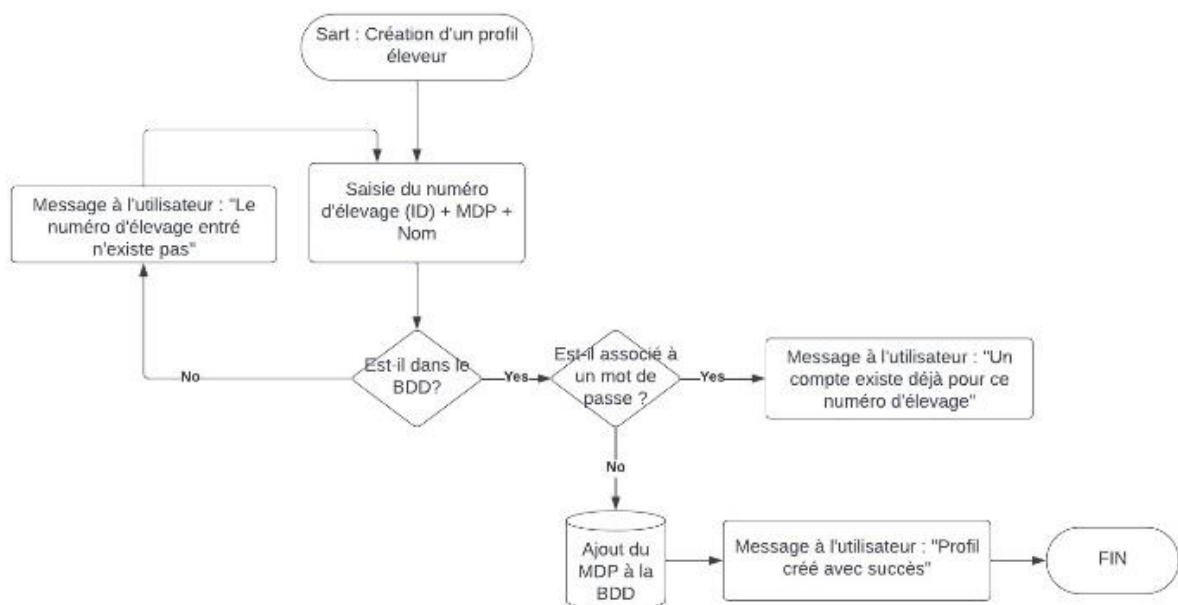 Sart : Création d'un profil
éleveur
Message à l'utilisateur : "Le
numéro d'élevage entré
n'existe pas"
Saisie du numéro
d'élevage (ID) + MDP +
Nom
Est-il dans le
BDD?
No
Yes
Est-il associé à
un mot de
passe ?
Yes
Message à l'utilisateur : "Un
compte existe déjà pour ce
numéro d'élevage"
No
Ajout du
MDP à la
BDD
Message à l'utilisateur : "Profil
créé avec succès"
FIN